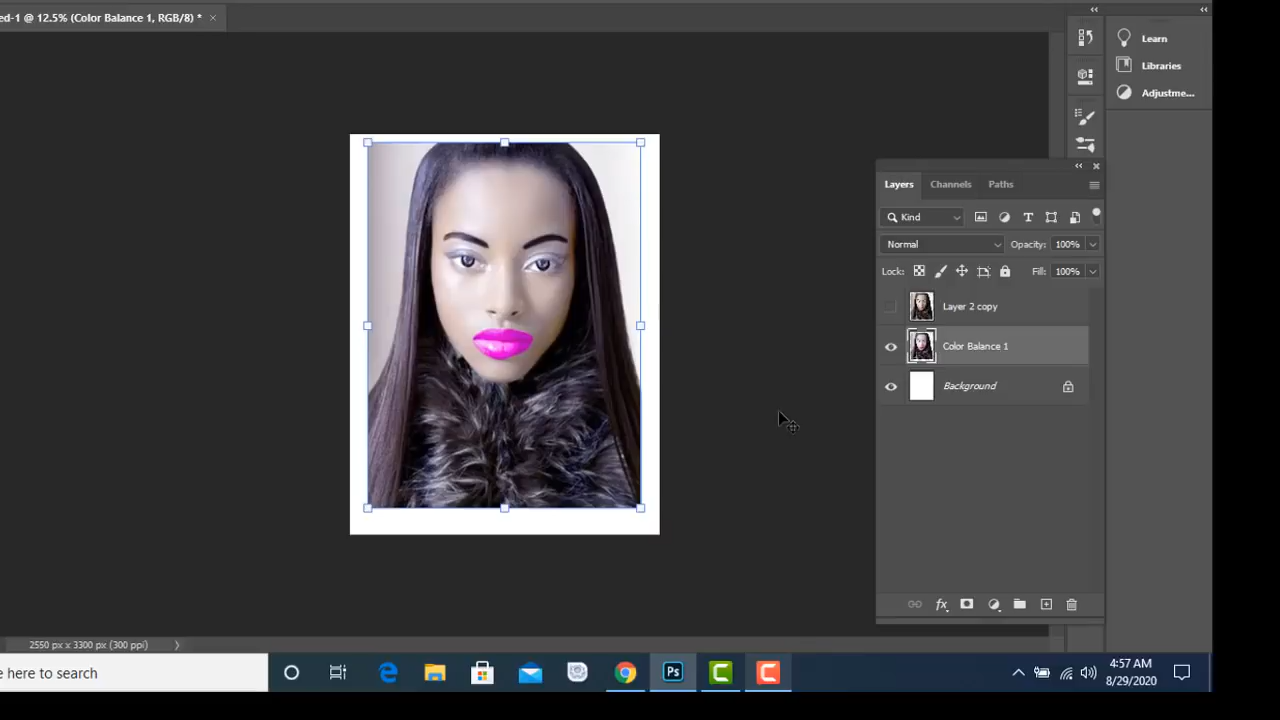 ed-1 @ 12.5% (Color Balance 1, RGB/8) *
Learn
Libraries
Adjustme...
Layers Channels Paths
Kind
Normal Opacity: 100%
Lock: Fill: 100%
Layer 2 copy
Color Balance 1
Background
fx
2550 px x 3300 px (300 ppi)
e here to search
Ps
4:57 AM
8/29/2020